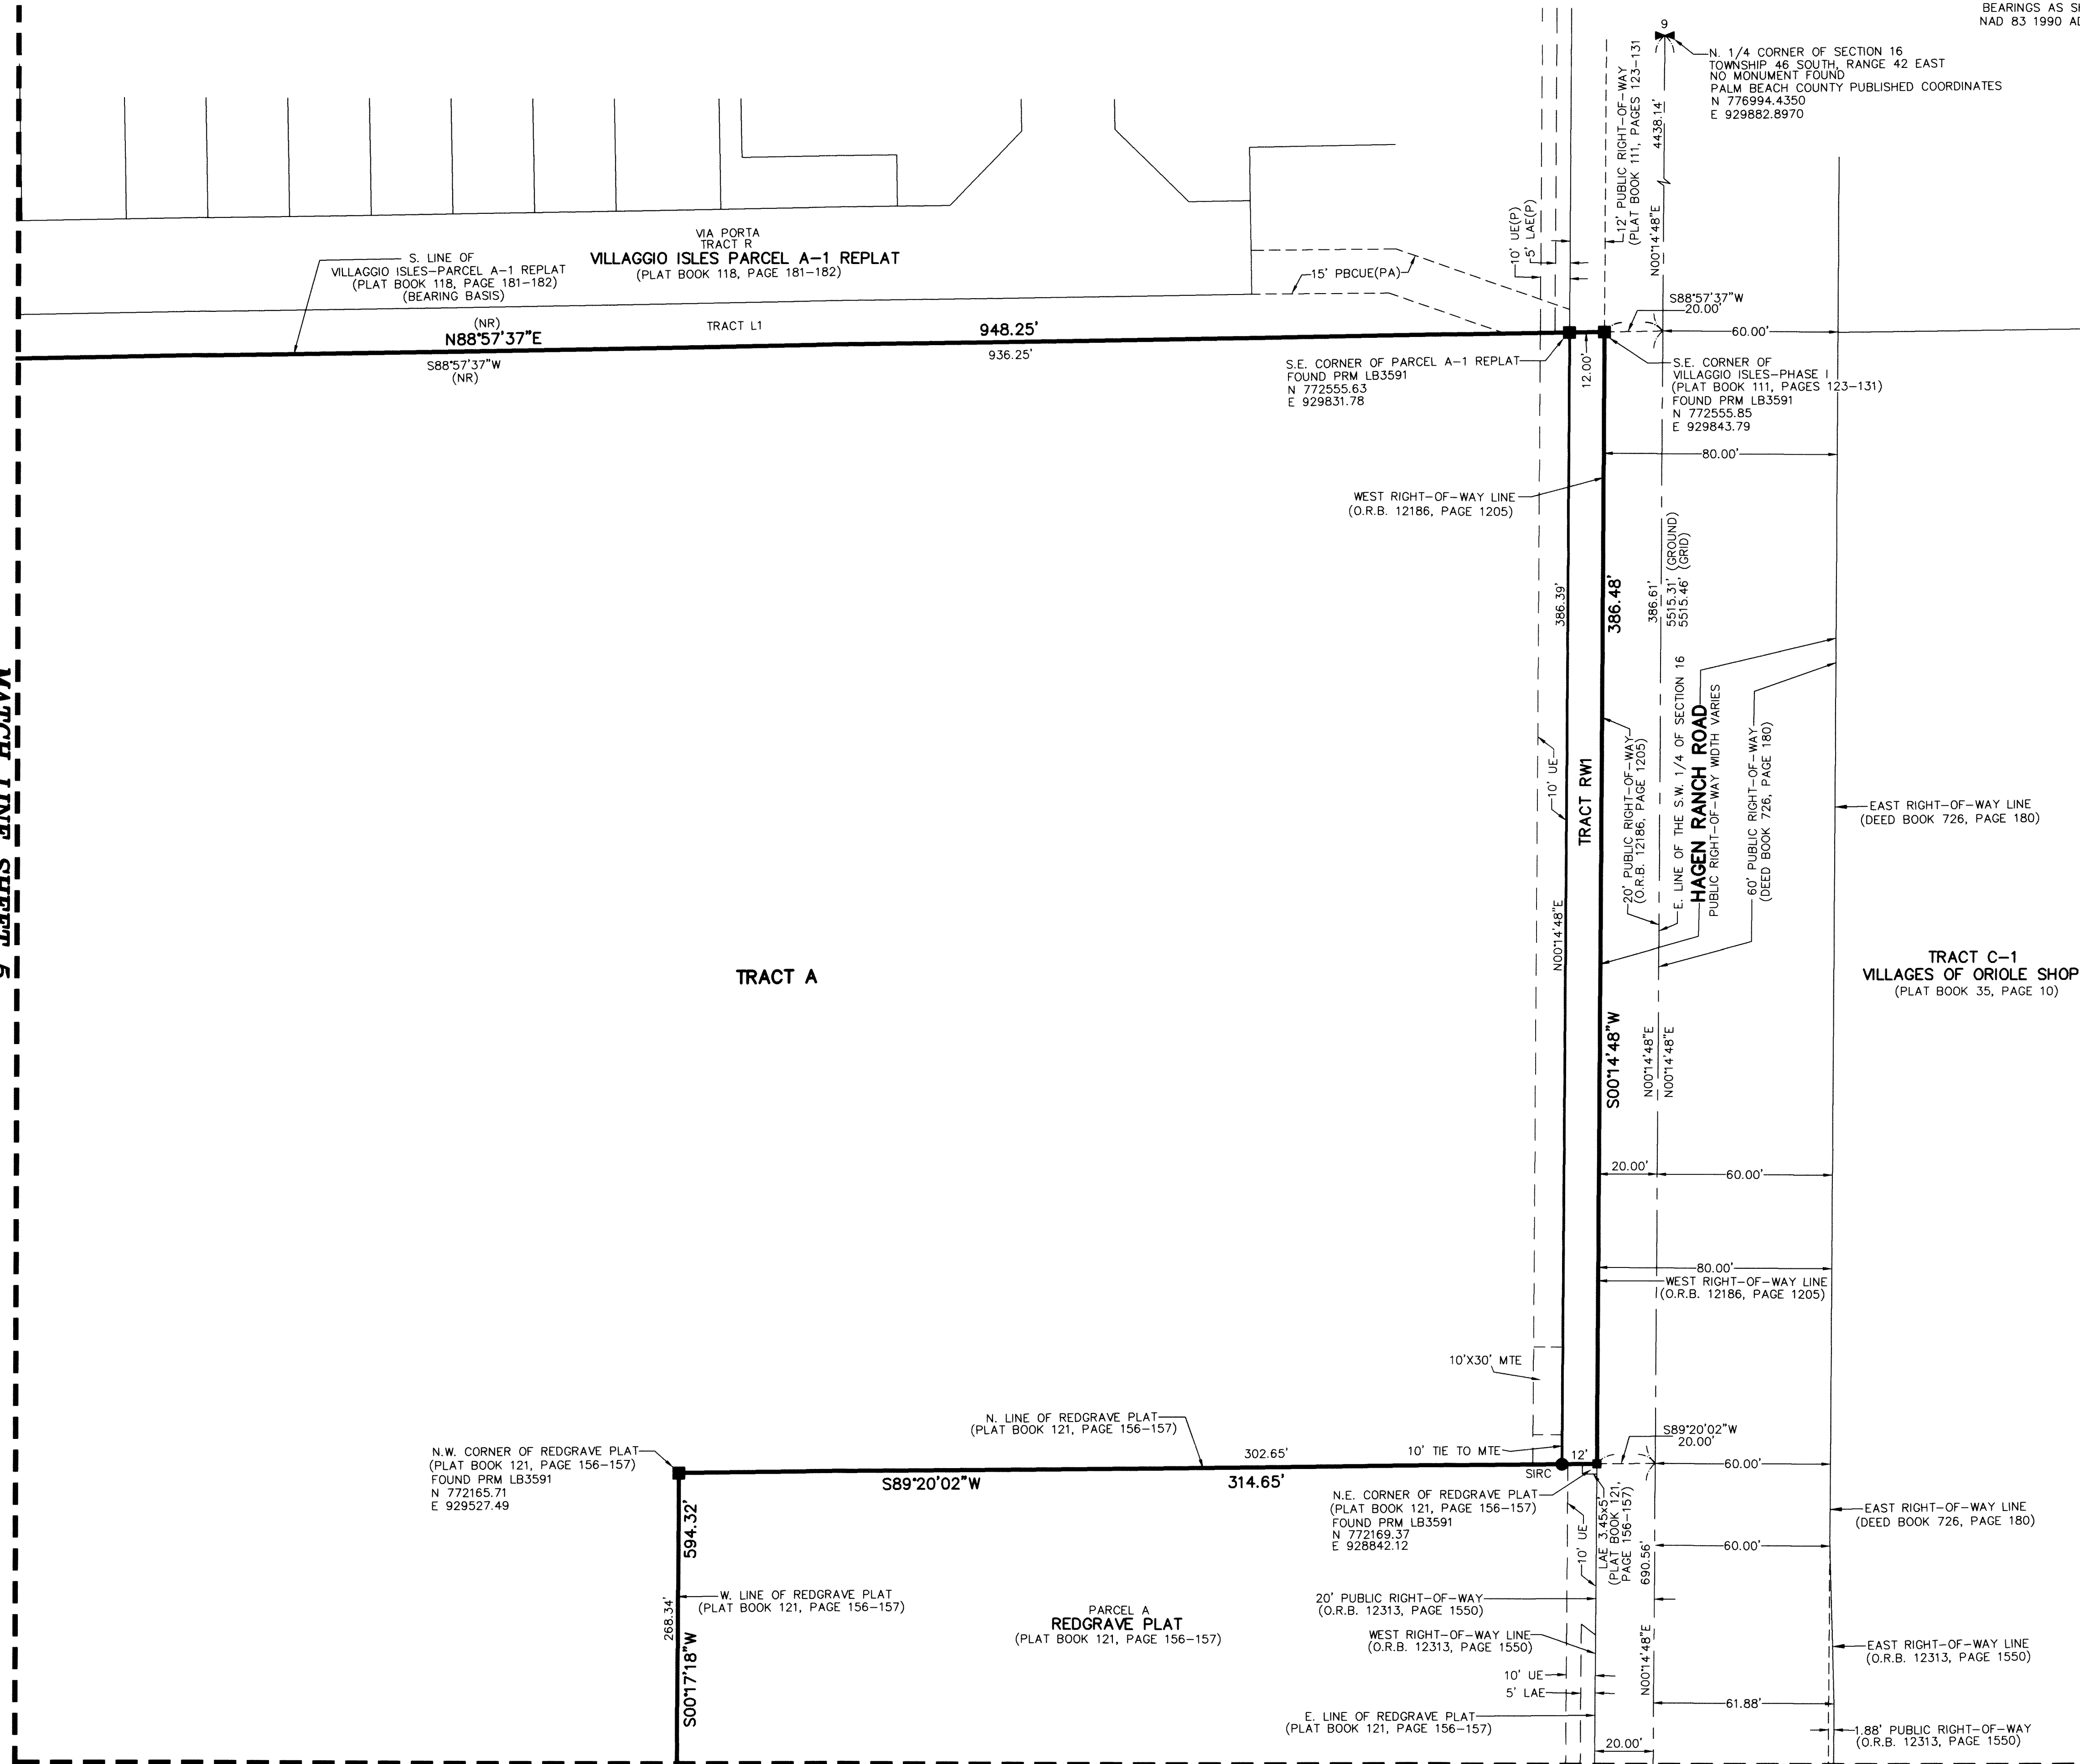 BEARINGS AS
NAD 83 1990
9
N. 1/4 CORNER OF SECTION 16
TOWNSHIP 46 SOUTH, RANGE 42 EAST
NO MONUMENT FOUND
PALM BEACH COUNTY PUBLISHED COORDINATES
N 776994.4350
E 929882.8970
12' PUBLIC RIGHT-OF-WAY
(PLAT BOOK 111, PAGES 123-131
4438.14'
N00°14'48"E
10' UE(P)
5' LAE(P)
VIA PORTA
TRACT R
VILLAGGIO ISLES PARCEL A-1 REPLAT
(PLAT BOOK 118, PAGE 181-182)
S. LINE OF
VILLAGGIO ISLES-PARCEL A-1 REPLAT
(PLAT BOOK 118, PAGE 181-182)
(BEARING BASIS)
15' PBCUE(PA)
S88°57'37"W
20.00'
60.00'
(NR)
N88°57'37"E
TRACT L1
948.25'
S88°57'37"W
(NR)
936.25'
S.E. CORNER OF PARCEL A-1 REPLAT
FOUND PRM LB3591
N 772555.63
E 929831.78
12.00'
S.E. CORNER OF
VILLAGGIO ISLES-PHASE I
(PLAT BOOK 111, PAGES 123-131)
FOUND PRM LB3591
N 772555.85
E 929843.79
80.00'
WEST RIGHT-OF-WAY LINE
(O.R.B. 12186, PAGE 1205)
386.39'
386.48'
386.61'
5515.31' (GROUND)
5515.46' (GRID)
10' UE
TRACT RW1
20' PUBLIC RIGHT-OF-WAY
(O.R.B. 12186, PAGE 1205)
E. LINE OF THE S.W. 1/4 OF SECTION 16
HAGEN RANCH ROAD
PUBLIC RIGHT-OF-WAY WIDTH VARIES
60' PUBLIC RIGHT-OF-WAY
(DEED BOOK 726, PAGE 180)
EAST RIGHT-OF-WAY LINE
(DEED BOOK 726, PAGE 180)
MATCH LINE SHEET 5
TRACT A
N00°14'48"E
S00°14'48"W
N00°14'48"E
N00°14'48"E
TRACT C-1
VILLAGES OF ORIOLE SHOP
(PLAT BOOK 35, PAGE 10)
20.00'
60.00'
80.00'
WEST RIGHT-OF-WAY LINE
(O.R.B. 12186, PAGE 1205)
10'X30' MTE
N. LINE OF REDGRAVE PLAT
(PLAT BOOK 121, PAGE 156-157)
N.W. CORNER OF REDGRAVE PLAT
(PLAT BOOK 121, PAGE 156-157)
FOUND PRM LB3591
N 772165.71
E 929527.49
302.65'
10' TIE TO MTE
12'
S89°20'02"W
20.00'
60.00'
SIRC
S89°20'02"W
314.65'
N.E. CORNER OF REDGRAVE PLAT
(PLAT BOOK 121, PAGE 156-157)
FOUND PRM LB3591
N 772169.37
E 928842.12
10' UE
LAE 3.45x5'
(PLAT BOOK 121,
PAGE 156-157)
690.56'
EAST RIGHT-OF-WAY LINE
(DEED BOOK 726, PAGE 180)
60.00'
594.32'
268.34'
S00°17'18"W
W. LINE OF REDGRAVE PLAT
(PLAT BOOK 121, PAGE 156-157)
PARCEL A
REDGRAVE PLAT
(PLAT BOOK 121, PAGE 156-157)
20' PUBLIC RIGHT-OF-WAY
(O.R.B. 12313, PAGE 1550)
WEST RIGHT-OF-WAY LINE
(O.R.B. 12313, PAGE 1550)
N00°14'48"E
EAST RIGHT-OF-WAY LINE
(O.R.B. 12313, PAGE 1550)
10' UE
5' LAE
61.88'
E. LINE OF REDGRAVE PLAT
(PLAT BOOK 121, PAGE 156-157)
1.88' PUBLIC RIGHT-OF-WAY
(O.R.B. 12313, PAGE 1550)
20.00'